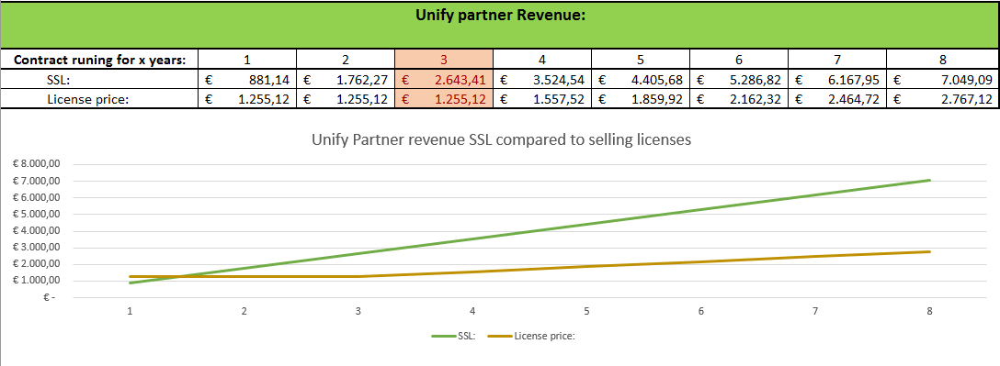 Unify partner Revenue:
Contract runing for x years: 1 2 3 4 5 6 7 8
SSL: € 881,14 € 1.762,27 € 2.643,41 € 3.524,54 € 4.405,68 € 5.286,82 € 6.167,95 € 7.049,09
License price: € 1.255,12 € 1.255,12 € 1.255,12 € 1.557,52 € 1.859,92 € 2.162,32 € 2.464,72 € 2.767,12
Unify Partner revenue SSL compared to selling licenses
€ 8.000,00
€ 7.000,00
€ 6.000,00
€ 5.000,00
€ 4.000,00
€ 3.000,00
€ 2.000,00
€ 1.000,00
€ -
1 2 3 4 5 6 7 8
SSL: License price: